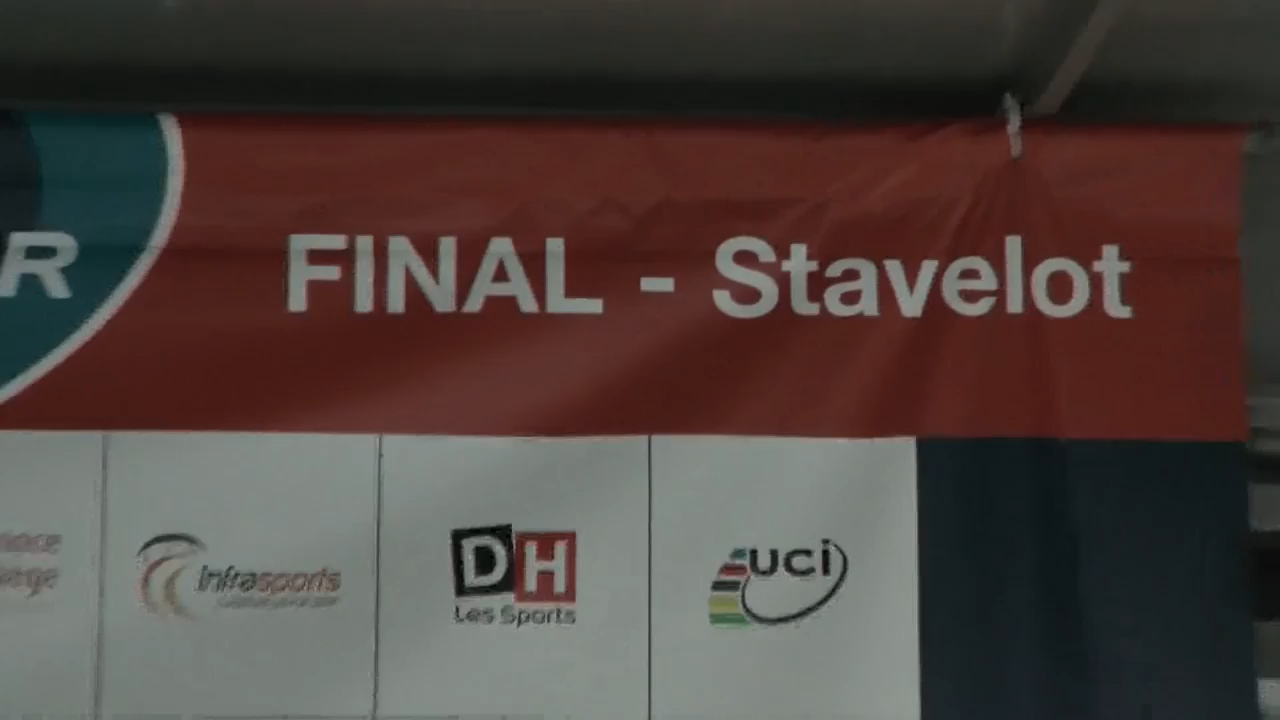 R
FINAL - Stavelot
infrasports
DH
Les Sports
UCI